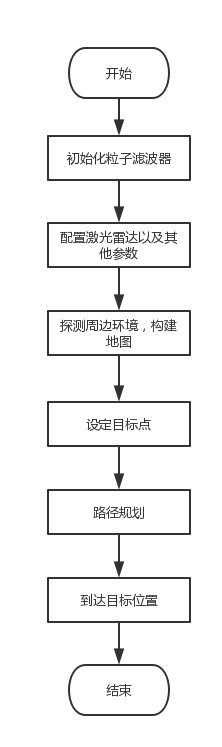 开始
初始化粒子滤波器
配置激光雷达以及其
他参数
探测周边环境，构建
地图
设定目标点
路径规划
到达目标位置
结束